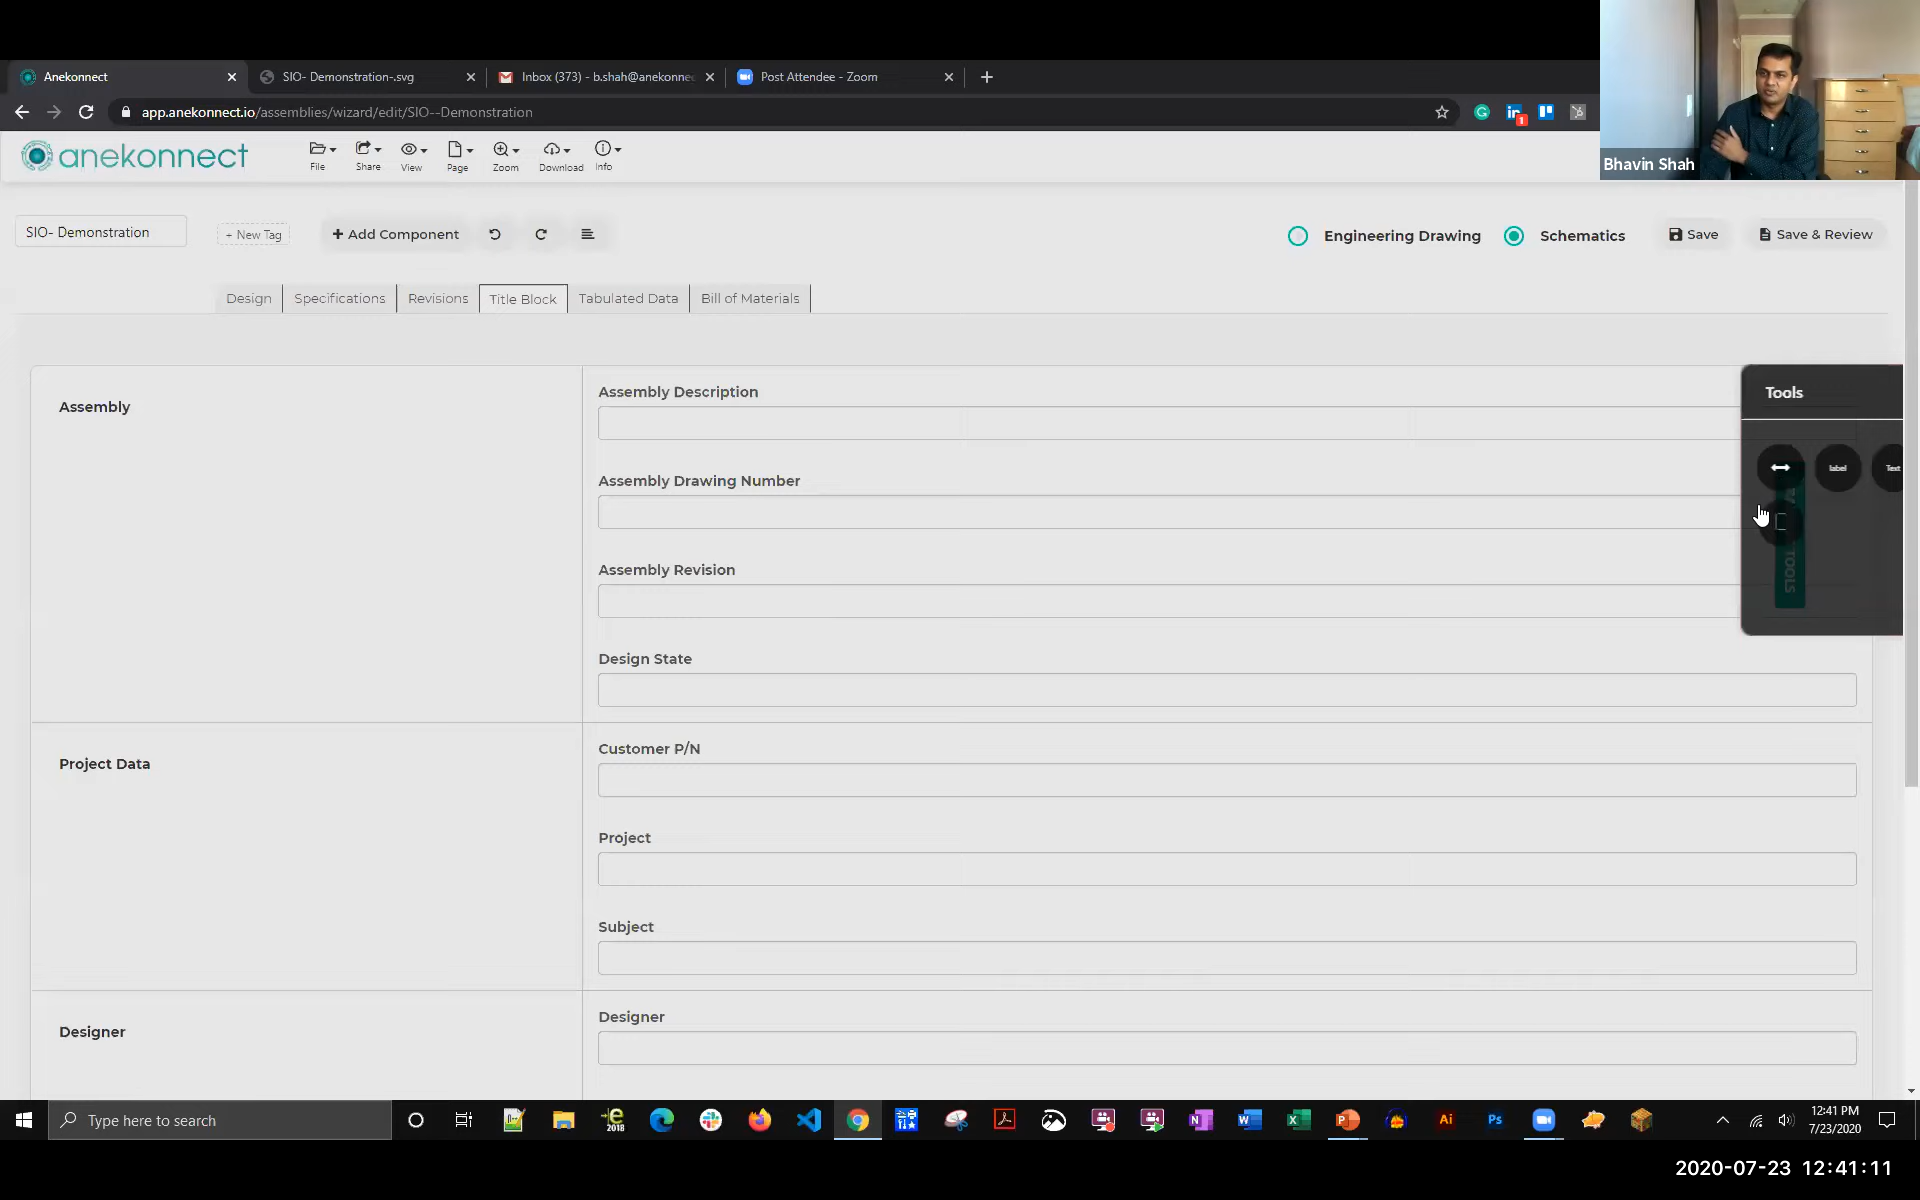 Anekonnect
SIO- Demonstration-.svg
Inbox (373) - b.shah@anekonnec
Post Attendee - Zoom
app.anekonnect.io/assemblies/wizard/edit/SIO--Demonstration
1
Bhavin Shah
anekonnect
File
Share
View
Page
Zoom
Download
Info
SIO- Demonstration
+ New Tag
+ Add Component
Engineering Drawing
Schematics
Save
Save & Review
Design
Specifications
Revisions
Title Block
Tabulated Data
Bill of Materials
Assembly
Assembly Description
Assembly Drawing Number
Assembly Revision
Design State
Tools
label
Text
TOOLS
Project Data
Customer P/N
Project
Subject
Designer
Designer
Type here to search
2018
Ai
Ps
12:41 PM
7/23/2020
2020-07-23 12:41:11